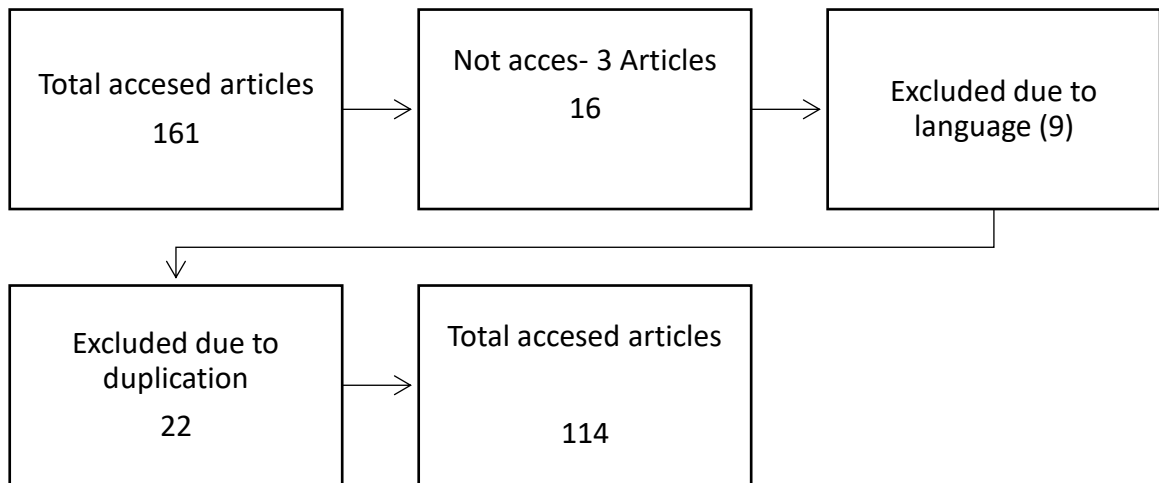 Total accesed articles
161
Not acces- 3 Articles
16
Excluded due to
language (9)
Excluded due to
duplication
22
Total accesed articles
114